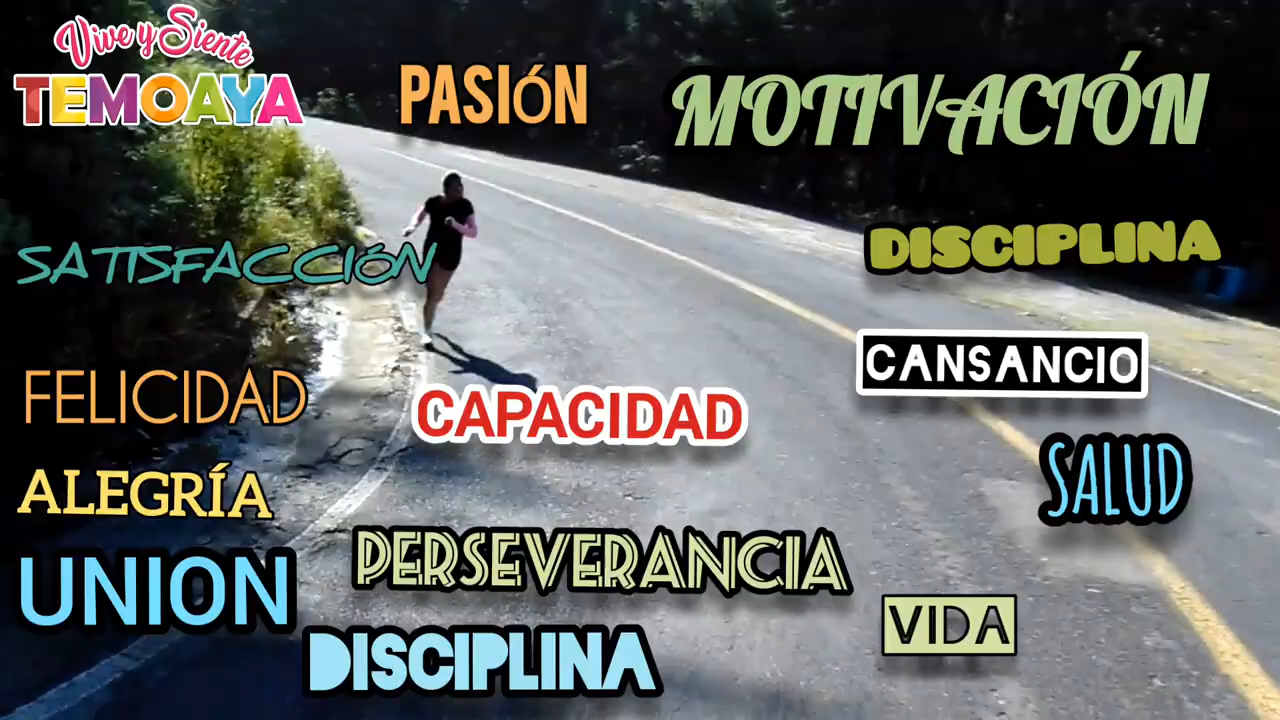 Vive y Siente
TEMOAYA
PASIÓN
MOTIVACIÓN
DISCIPLINA
SATISFACCIÓN
CANSANCIO
FELICIDAD
CAPACIDAD
SALUD
ALEGRÍA
PERSEVERANCIA
UNION
VIDA
DISCIPLINA